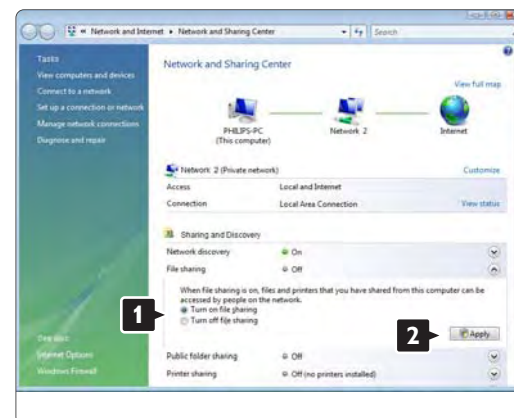 Network and Internet
Network and Sharing Center
Search
Tasks
View computers and devices
Connect to a network
Set up a connection or network
Manage network connections
Diagnose and repair
See also
Internet Options
Windows Firewall
Network and Sharing Center
View full map
PHILIPS-PC
(This computer)
Network 2
Internet
Network 2 (Private network)
Customize
Access
Local and Internet
Connection
Local Area Connection
View status
Sharing and Discovery
Network discovery
On
File sharing
Off
When file sharing is on, files and printers that you have shared from this computer can be
accessed by people on the network.
1
Turn on file sharing
Turn off file sharing
2
Apply
Public folder sharing
Off
Printer sharing
Off (no printers installed)